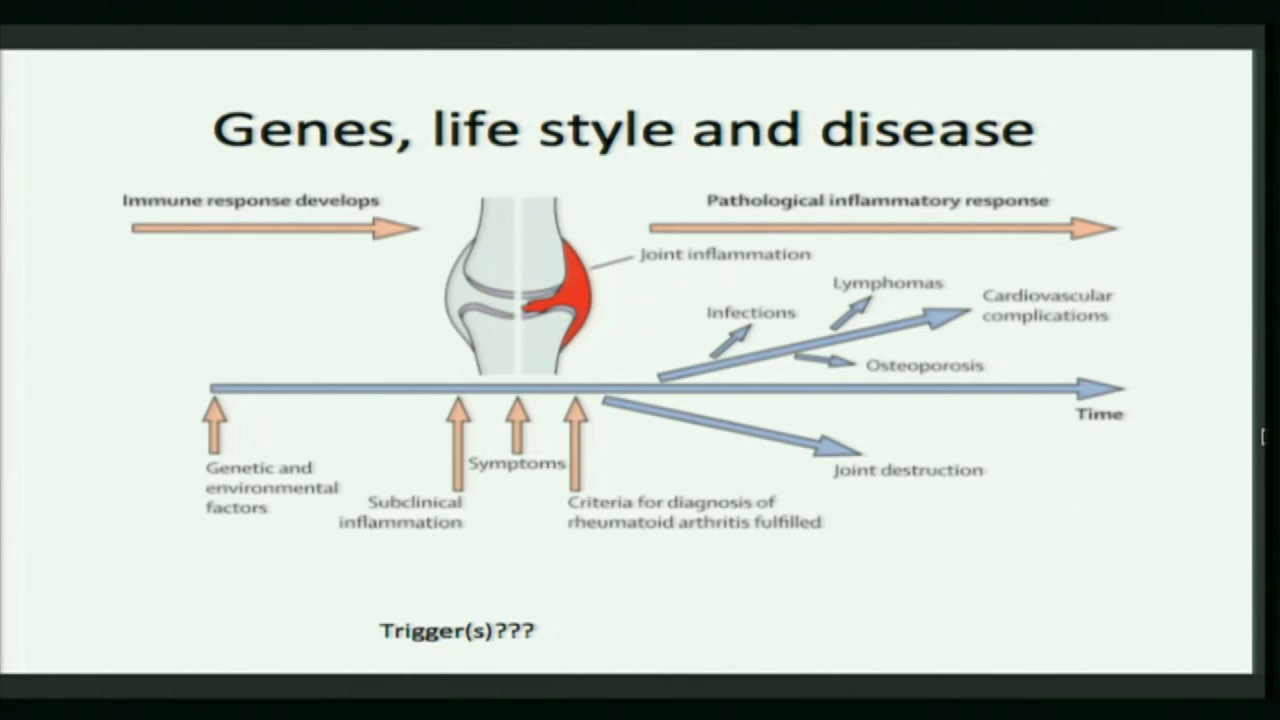 Genes, life style and disease
Immune response develops
Pathological inflammatory response
Joint inflammation
Lymphomas
Cardiovascular
complications
Infections
Osteoporosis
Time
Genetic and
environmental
factors
Symptoms
Subclinical
inflammation
Criteria for diagnosis of
rheumatoid arthritis fulfilled
Joint destruction
Trigger(s)???